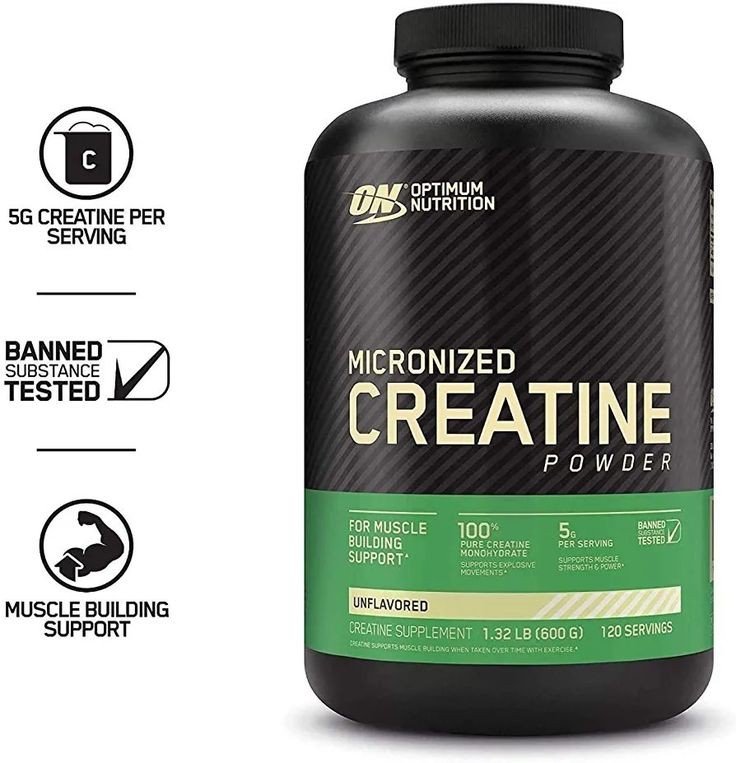 C
5G CREATINE PER
SERVING
BANNED
SUBSTANCE
TESTED
MUSCLE BUILDING
SUPPORT
ON® OPTIMUM
NUTRITION
MICRONIZED
CREATINE
POWDER
FOR MUSCLE
BUILDING
SUPPORT▲
100%
PURE CREATINE
MONOHYDRATE
SUPPORTS EXPLOSIVE
MOVEMENTS▲
5G
PER SERVING
SUPPORTS MUSCLE
STRENGTH & POWER▲
BANNED
SUBSTANCE
TESTED
UNFLAVORED
CREATINE SUPPLEMENT 1.32 LB (600 G) 120 SERVINGS
CREATINE SUPPORTS MUSCLE BUILDING WHEN TAKEN OVER TIME WITH EXERCISE.▲